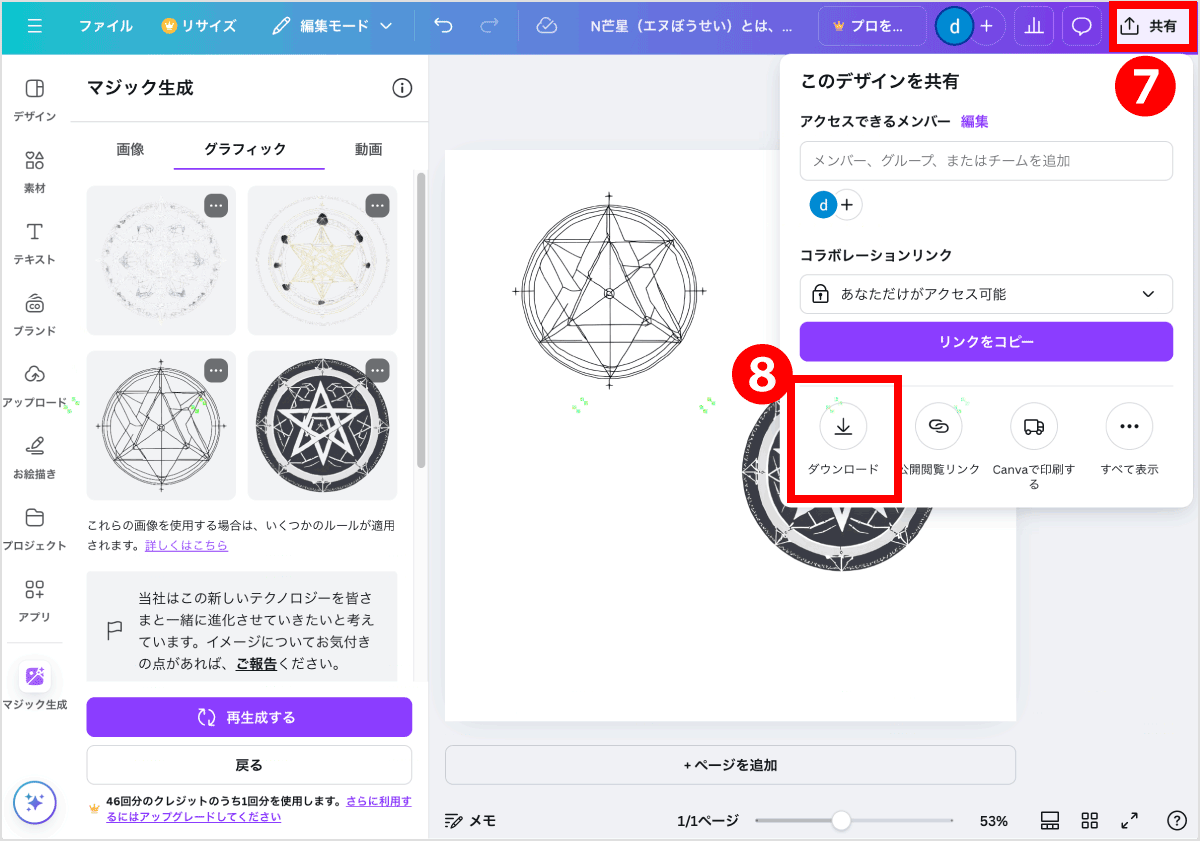 ファイル
リサイズ
編集モード
N芒星（エヌぼうせい）とは、...
プロを...
d
+
共有
7
デザイン
素材
テキスト
ブランド
アップロード
お絵描き
プロジェクト
アプリ
マジック生成
マジック生成
画像
グラフィック
動画
これらの画像を使用する場合は、いくつかのルールが適用
されます。詳しくはこちら
当社はこの新しいテクノロジーを皆さ
まと一緒に進化させていきたいと考え
ています。イメージについてお気付き
の点があれば、ご報告ください。
再生成する
戻る
46回分のクレジットのうち1回分を使用します。さらに利用す
るにはアップグレードしてください
このデザインを共有
アクセスできるメンバー 編集
メンバー、グループ、またはチームを追加
d
+
コラボレーションリンク
あなただけがアクセス可能
リンクをコピー
8
ダウンロード
公開閲覧リンク
Canvaで印刷す
る
すべて表示
+ ページを追加
メモ
1/1ページ
53%